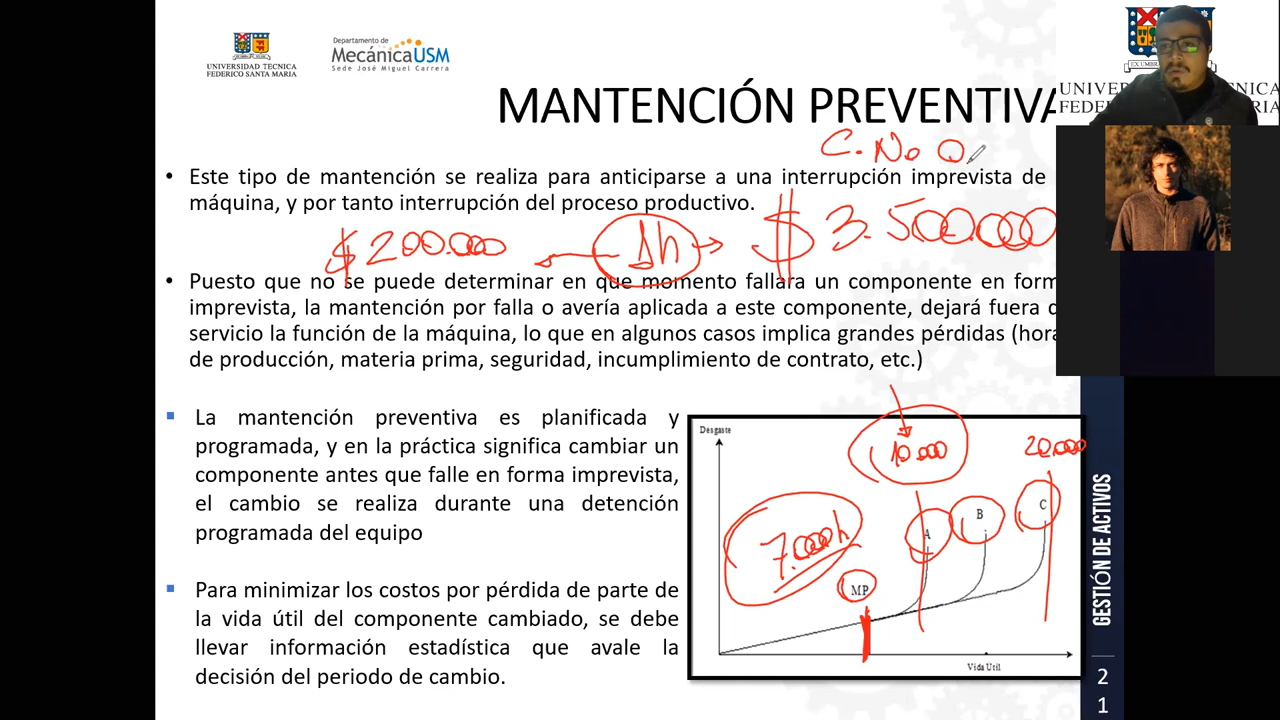 UNIVERSIDAD TECNICA
FEDERICO SANTA MARIA
Departamento de
MecánicaUSM
Sede José Miguel Carrera
EX UMBRA
UNIVER
CNICA
FEDER
MARIA
MANTENCIÓN PREVENTIVA
C. No O
• Este tipo de mantención se realiza para anticiparse a una interrupción imprevista de
máquina, y por tanto interrupción del proceso productivo.
$200.000
1h
$3.500.000
• Puesto que no se puede determinar en que momento fallara un componente en form
imprevista, la mantención por falla o avería aplicada a este componente, dejará fuera d
servicio la función de la máquina, lo que en algunos casos implica grandes pérdidas (hora
de producción, materia prima, seguridad, incumplimiento de contrato, etc.)
▪ La mantención preventiva es planificada y
programada, y en la práctica significa cambiar un
componente antes que falle en forma imprevista,
el cambio se realiza durante una detención
programada del equipo
▪ Para minimizar los costos por pérdida de parte de
la vida útil del componente cambiado, se debe
llevar información estadística que avale la
decisión del periodo de cambio.
Desgaste
10.000
20.000
7.000h
A
B
C
MP
Vida Util
GESTIÓN DE ACTIVOS
2
1